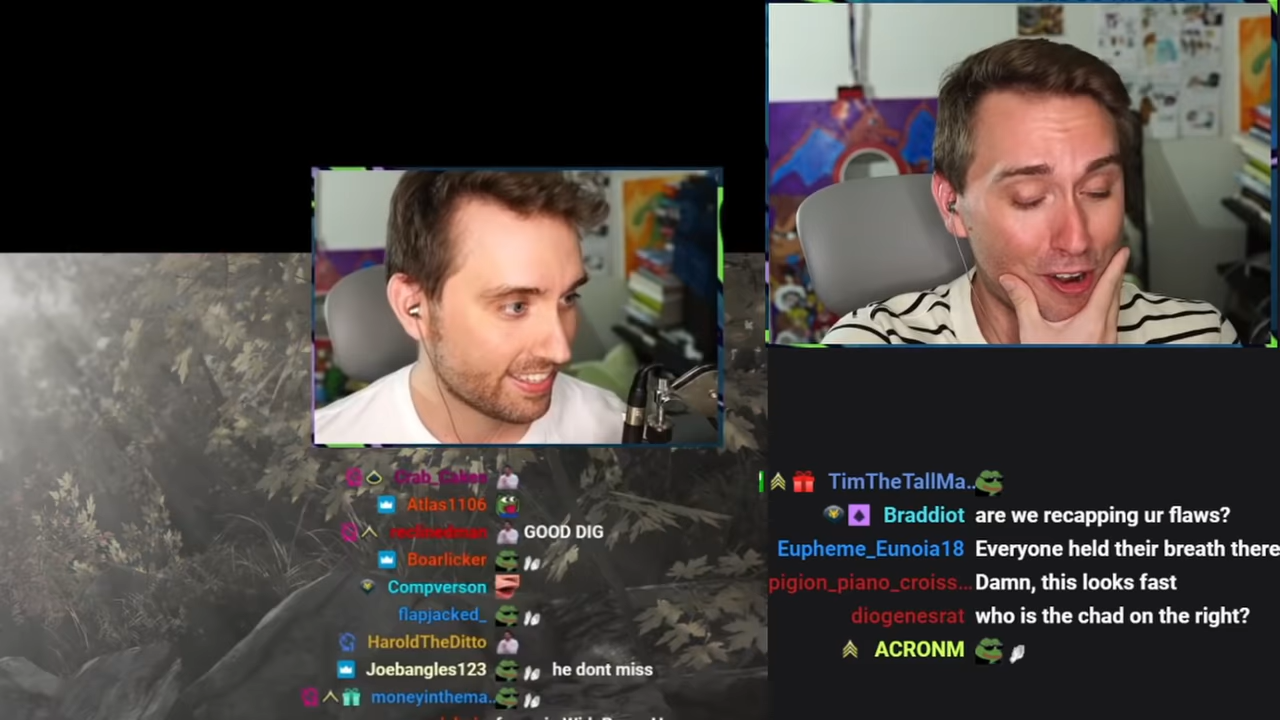 Crab_Cakes
Atlas1106
reclinedman GOOD DIG
Boarlicker
Compverson
flapjacked_
HaroldTheDitto
Joebangles123 he dont miss
moneyinthema..
TimTheTallMa..
Braddiot are we recapping ur flaws?
Eupheme_Eunoia18 Everyone held their breath there
pigion_piano_croiss... Damn, this looks fast
diogenesrat who is the chad on the right?
ACRONM